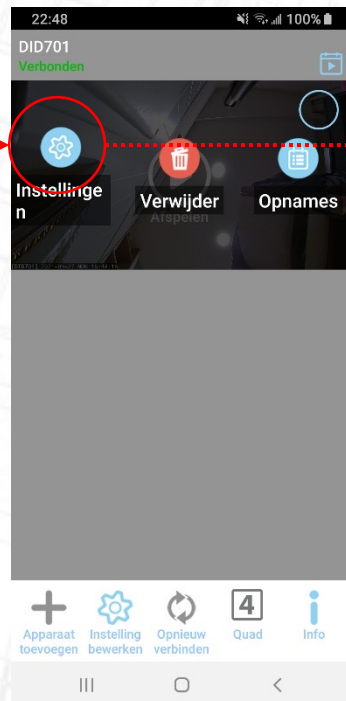 22:48
100%
DID701
Verbonden
Instellinge
n
Verwijder
Opnames
Afspelen
4
Apparaat
toevoegen
Instelling
bewerken
Opnieuw
verbinden
Quad
Info